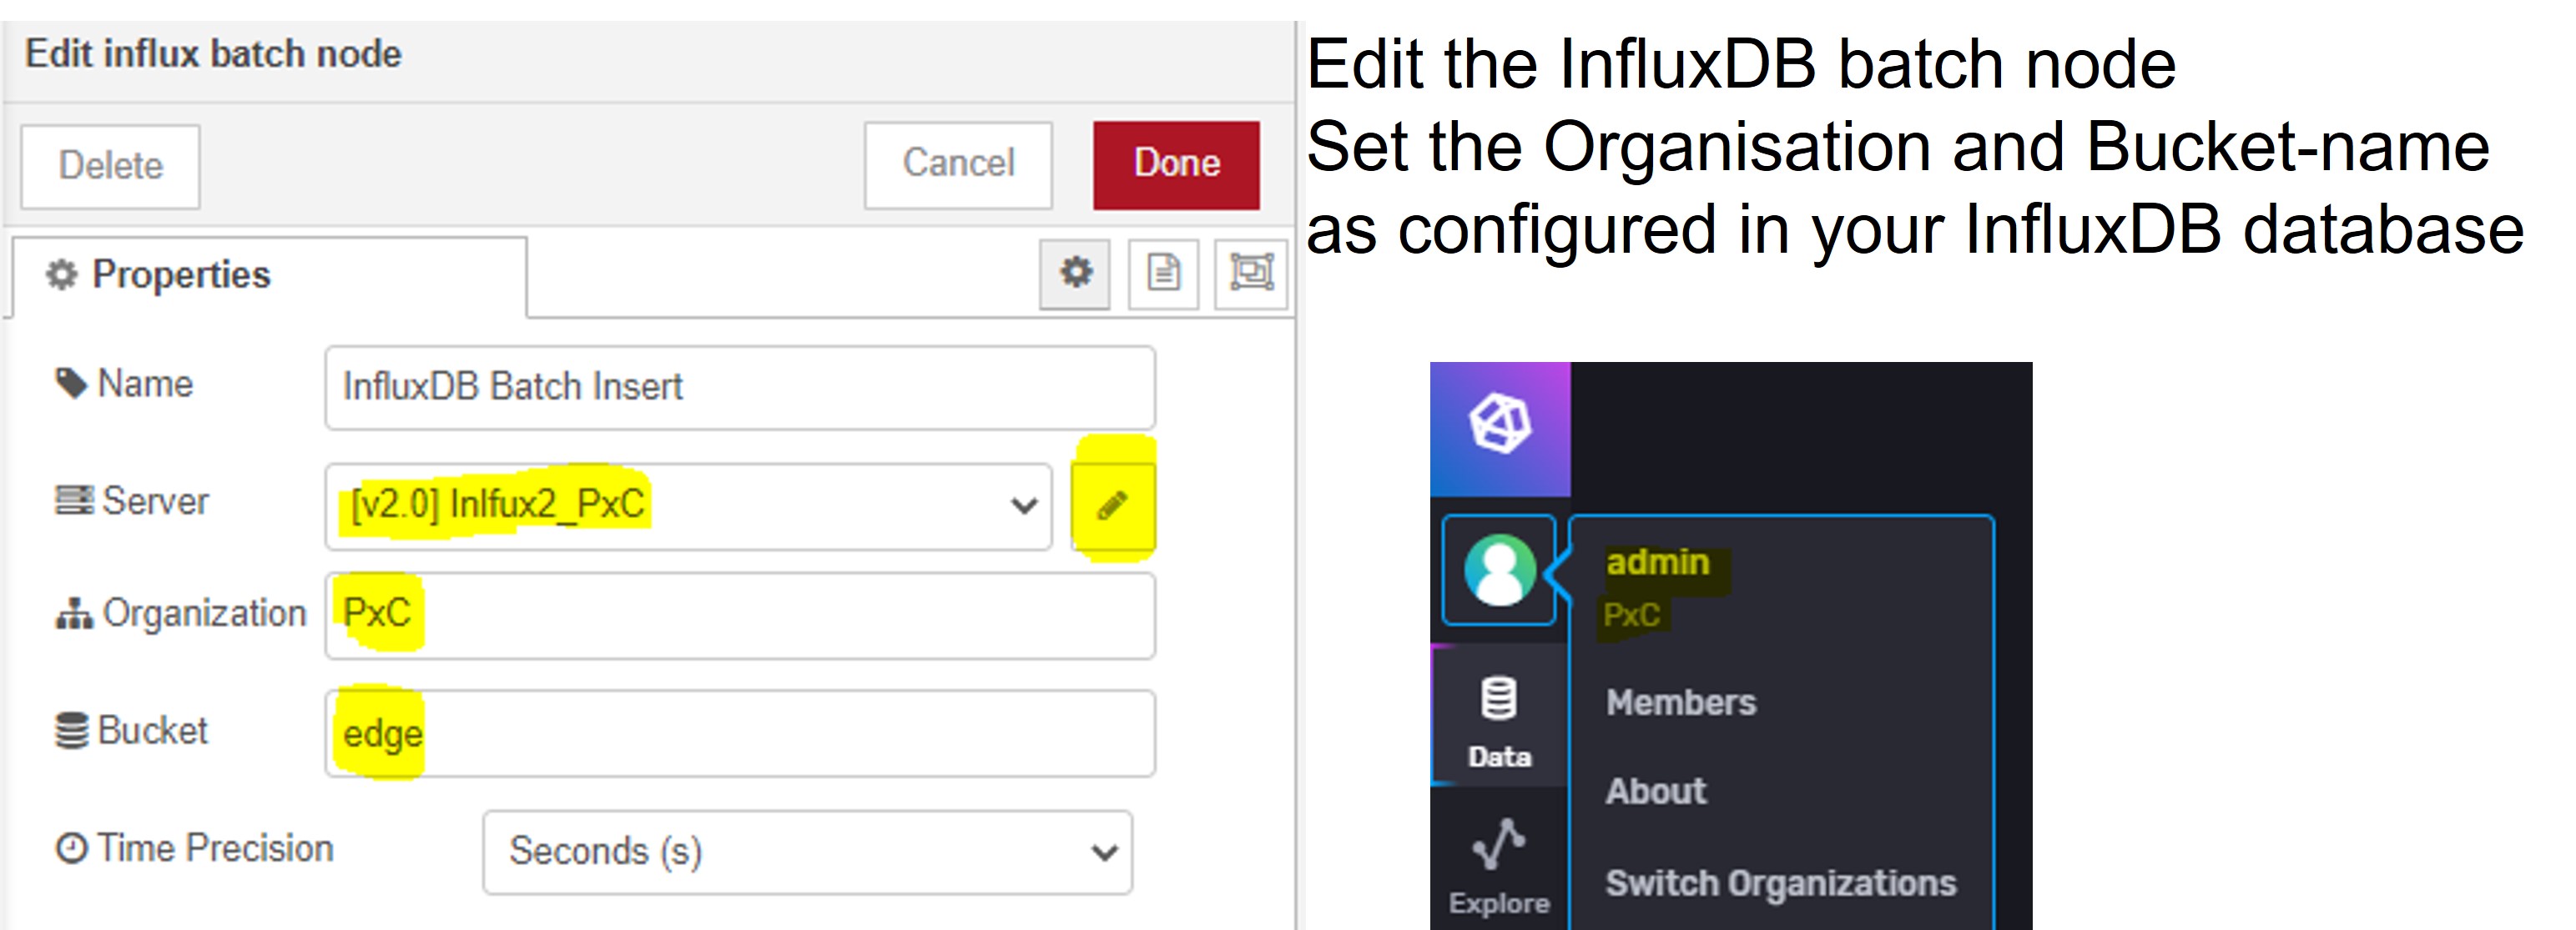 Edit influx batch node
Delete
Cancel
Done
Properties
Name
InfluxDB Batch Insert
Server
[v2.0] Inlfux2_PxC
Organization
PxC
Bucket
edge
Time Precision
Seconds (s)
Edit the InfluxDB batch node
Set the Organisation and Bucket-name
as configured in your InfluxDB database
admin
PxC
Members
Data
About
Switch Organizations
Explore